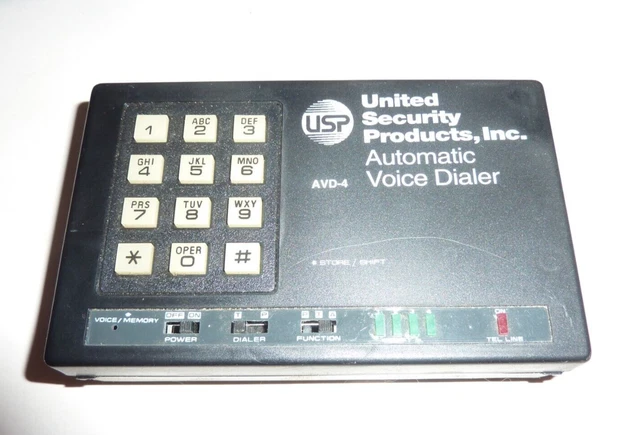 USP
United
Security
Products, Inc.
Automatic
AVD-4 Voice Dialer
1 ABC 2 DEF 3
GHI 4 JKL 5 MNO 6
PRS 7 TUV 8 WXY 9
* OPER 0 #
* STORE / SHIFT
VOICE / MEMORY
OFF ON
POWER
T P
DIALER
FUNCTION
ON
TEL LINE